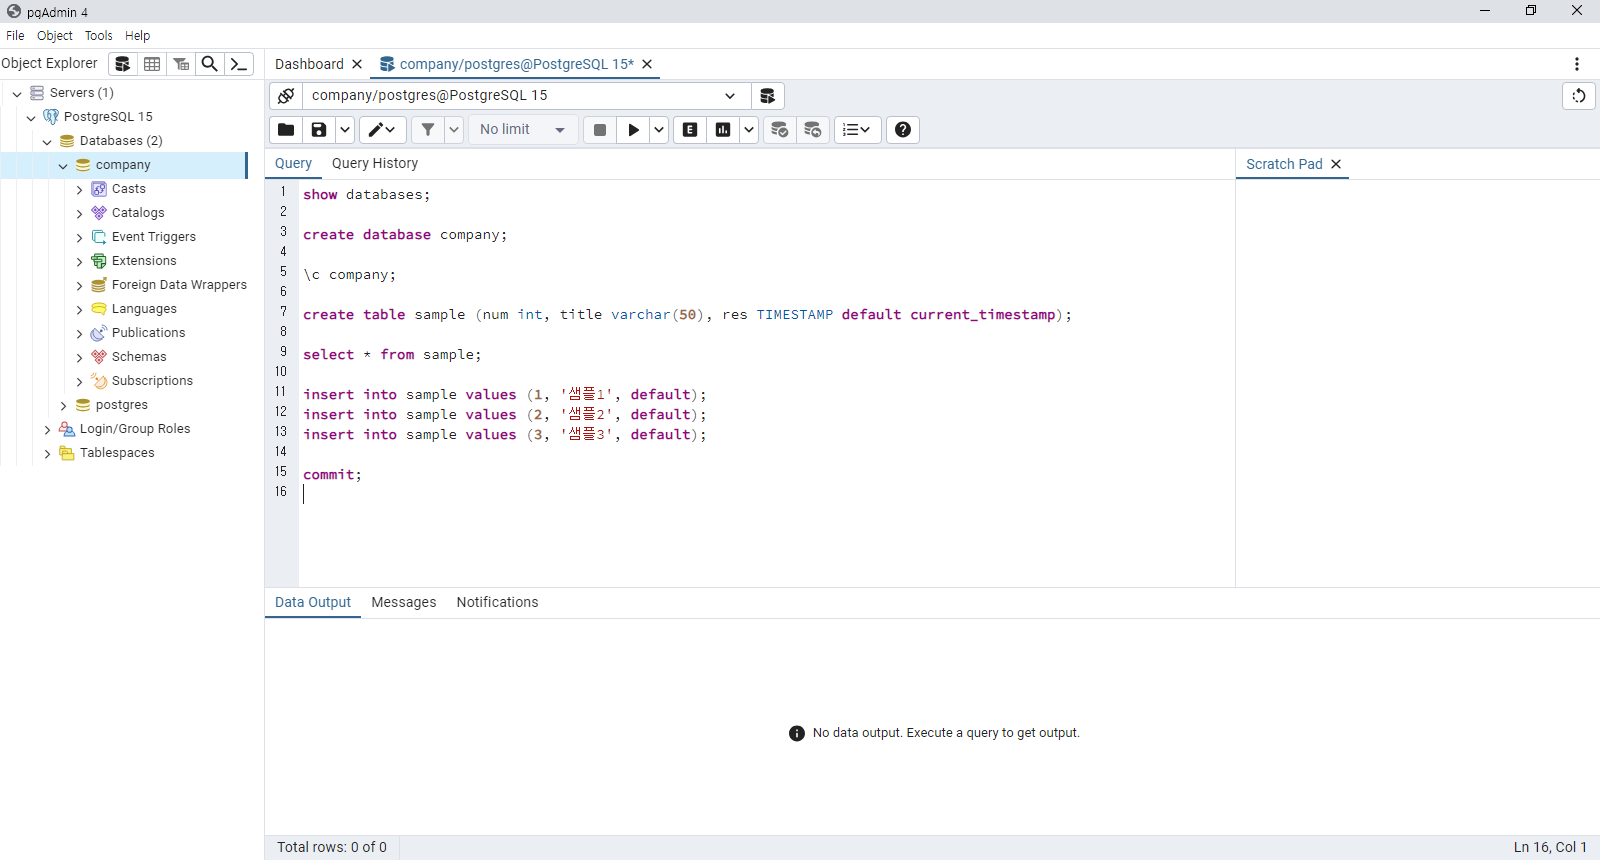 pgAdmin 4
File Object Tools Help
Object Explorer
Dashboard
company/postgres@PostgreSQL 15*
Servers (1)
PostgreSQL 15
Databases (2)
company
Casts
Catalogs
Event Triggers
Extensions
Foreign Data Wrappers
Languages
Publications
Schemas
Subscriptions
postgres
Login/Group Roles
Tablespaces
company/postgres@PostgreSQL 15
No limit
E
Query Query History
Scratch Pad
1 show databases;
2
3 create database company;
4
5 \c company;
6
7 create table sample (num int, title varchar(50), res TIMESTAMP default current_timestamp);
8
9 select * from sample;
10
11 insert into sample values (1, '샘플1', default);
12 insert into sample values (2, '샘플2', default);
13 insert into sample values (3, '샘플3', default);
14
15 commit;
16
Data Output Messages Notifications
No data output. Execute a query to get output.
Total rows: 0 of 0
Ln 16, Col 1